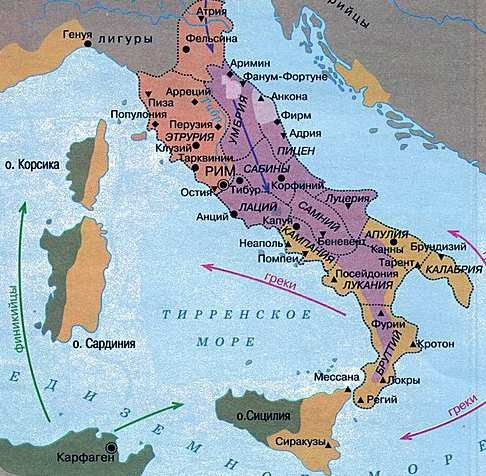 Атрия
Генуя
ЛИГУРЫ
Фельсина
Аримин
Фанум-Фортуне
Анкона
Арреций
Пиза
Популония
УМБРИЯ
Фирм
Перузия
Адрия
ЭТРУРИЯ
ПИЦЕН
Клузий
Тарквинии
о. Корсика
РИМ
САБИНЫ
Остия
Тибур
Корфиний
ЛАЦИЙ
Луцерия
Анций
САМНИЙ
Капуя
АПУЛИЯ
КАМПАНИЯ
Неаполь
Беневент
Канны
Брундизий
Помпеи
Тарент
КАЛАБРИЯ
Посейдония
ЛУКАНИЯ
греки
финикийцы
ТИРРЕНСКОЕ
МОРЕ
Фурии
о. Сардиния
БРУТТИЙ
Кротон
Мессана
Локры
Регий
греки
о.Сицилия
Сиракузы
Карфаген
Е Д И З Е М Н О
М О Р Е